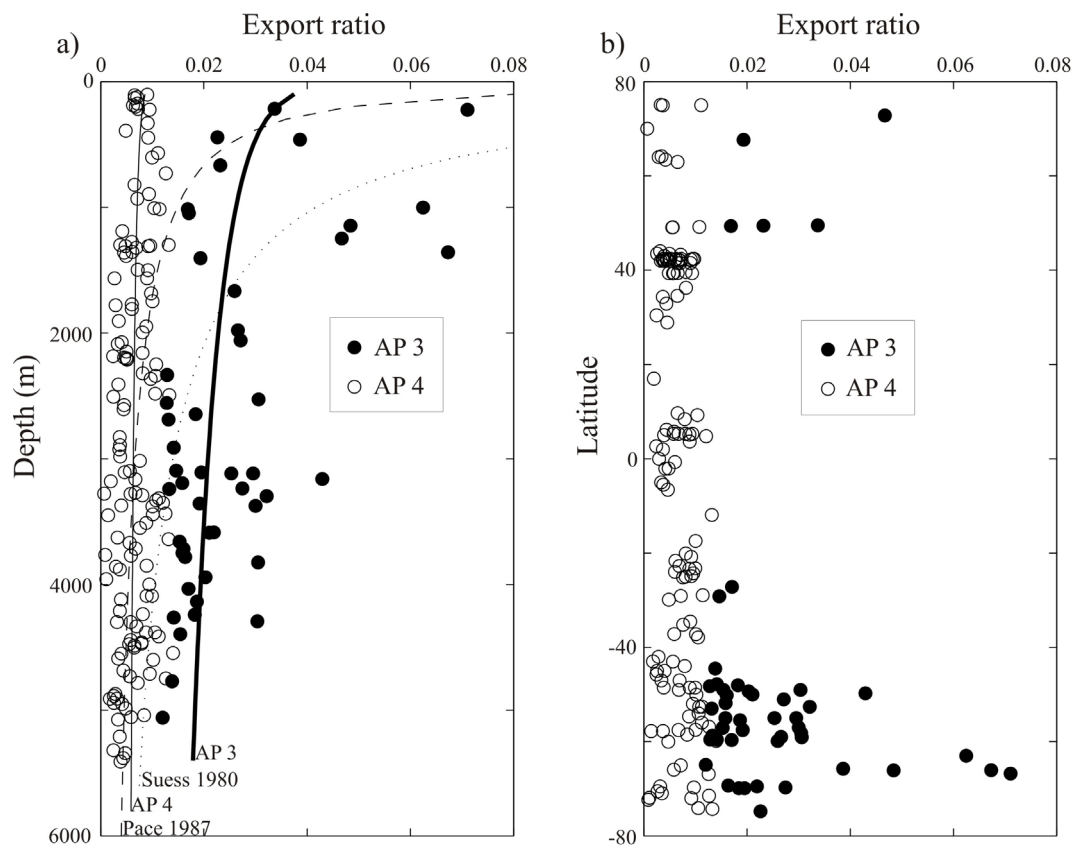 a)
Export ratio
0 0.02 0.04 0.06 0.08
0
2000
4000
6000
Depth (m)
AP 3
AP 4
AP 3
Suess 1980
AP 4
Pace 1987
b)
Export ratio
0 0.02 0.04 0.06 0.08
80
40
0
-40
-80
Latitude
AP 3
AP 4